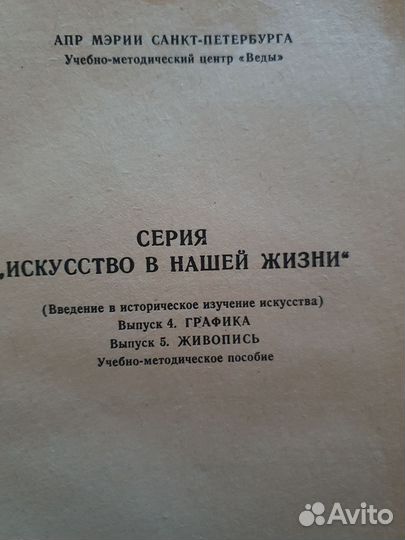 АПР МЭРИИ САНКТ-ПЕТЕРБУРГА
Учебно-методический центр «Веды»
СЕРИЯ
„ИСКУССТВО В НАШЕЙ ЖИЗНИ“
(Введение в историческое изучение искусства)
Выпуск 4. ГРАФИКА
Выпуск 5. ЖИВОПИСЬ
Учебно-методическое пособие
Avito